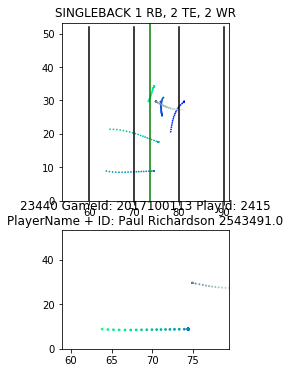 SINGLEBACK 1 RB, 2 TE, 2 WR
50
40
30
20
10
0
60 70 80 90
23440 GameId: 2017100113 PlayId: 2415
PlayerName + ID: Paul Richardson 2543491.0
40
20
0
60 65 70 75